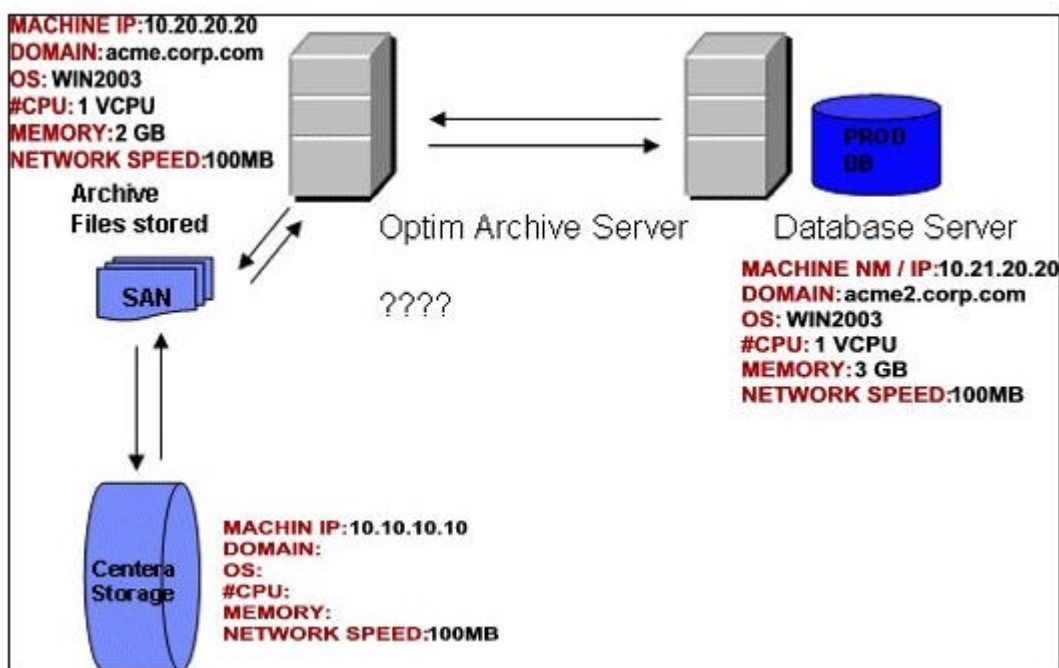 MACHINE IP:10.20.20.20
DOMAIN: acme.corp.com
OS: WIN2003
#CPU: 1 VCPU
MEMORY: 2 GB
NETWORK SPEED:100MB
Archive
Files stored
SAN
Optim Archive Server
????
PROD
DB
Database Server
MACHINE NM / IP:10.21.20.20
DOMAIN: acme2.corp.com
OS: WIN2003
#CPU: 1 VCPU
MEMORY: 3 GB
NETWORK SPEED:100MB
Centera
Storage
MACHIN IP:10.10.10.10
DOMAIN:
OS:
#CPU:
MEMORY:
NETWORK SPEED:100MB